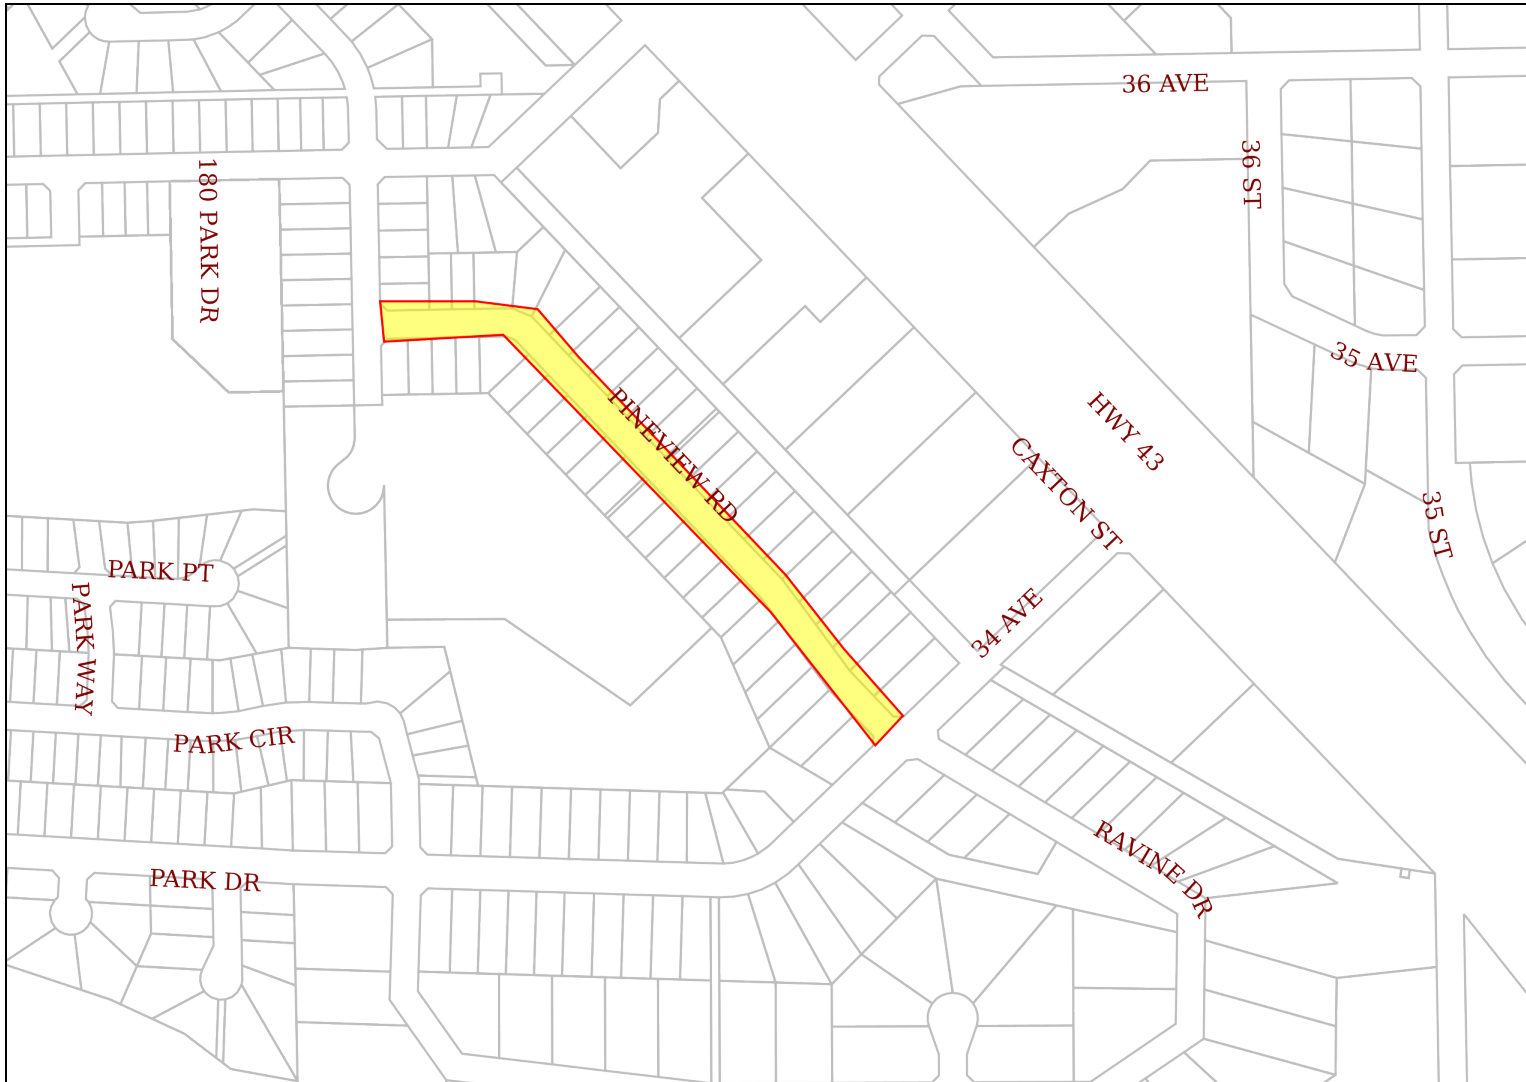 36 AVE
36 ST
180 PARK DR
35 AVE
HWY 43
PINEVIEW RD
CAXTON ST
35 ST
PARK PT
34 AVE
PARK WAY
PARK CIR
RAVINE DR
PARK DR